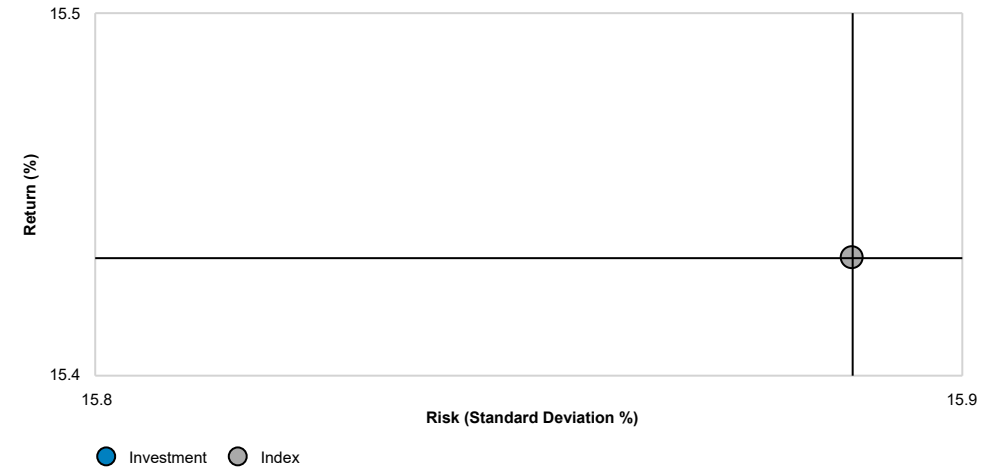 15.5
Return (%)
15.4
15.8
15.9
Risk (Standard Deviation %)
Investment
Index